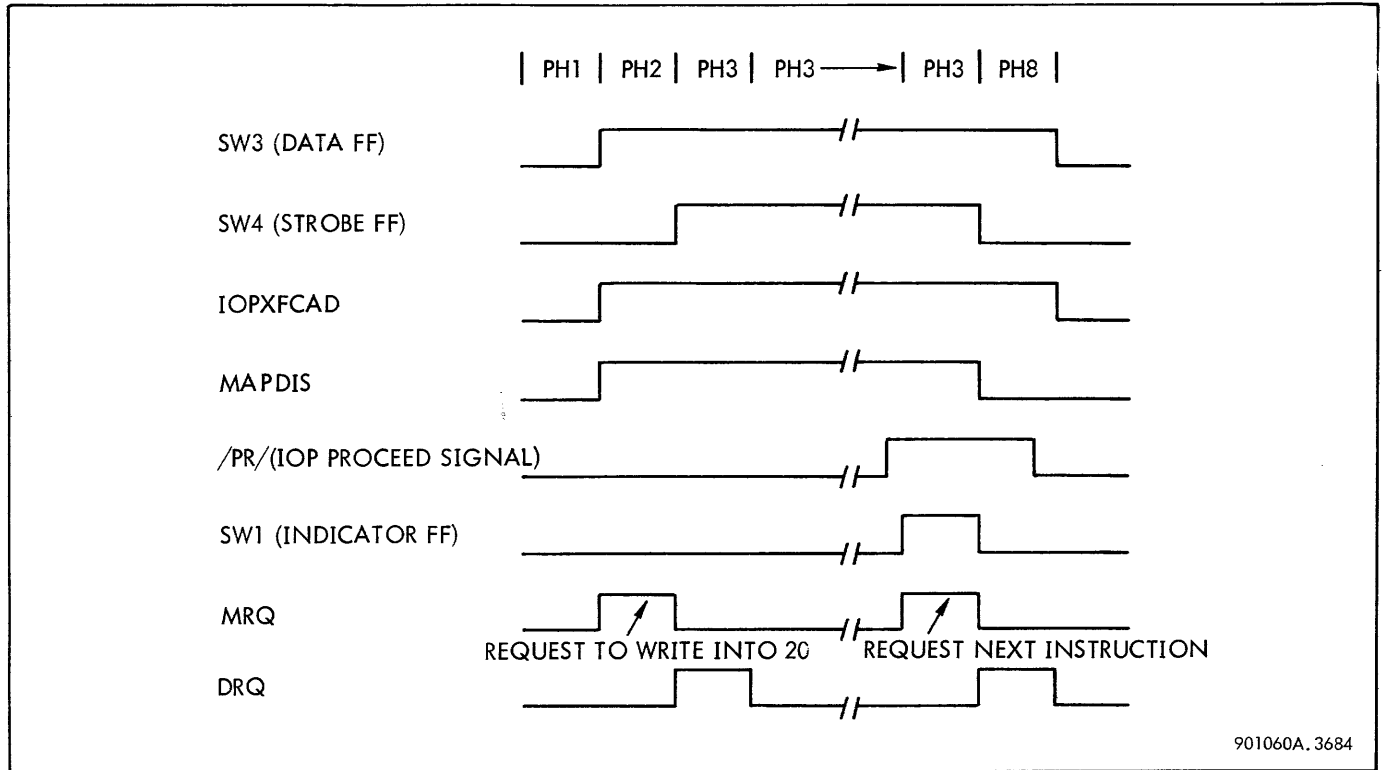 PH1 PH2 PH3 PH3 PH3 PH8
SW3 (DATA FF)
SW4 (STROBE FF)
IOPXFCAD
MAPDIS
/PR/(IOP PROCEED SIGNAL)
SW1 (INDICATOR FF)
MRQ
REQUEST TO WRITE INTO 20 REQUEST NEXT INSTRUCTION
DRQ
901060A.3684